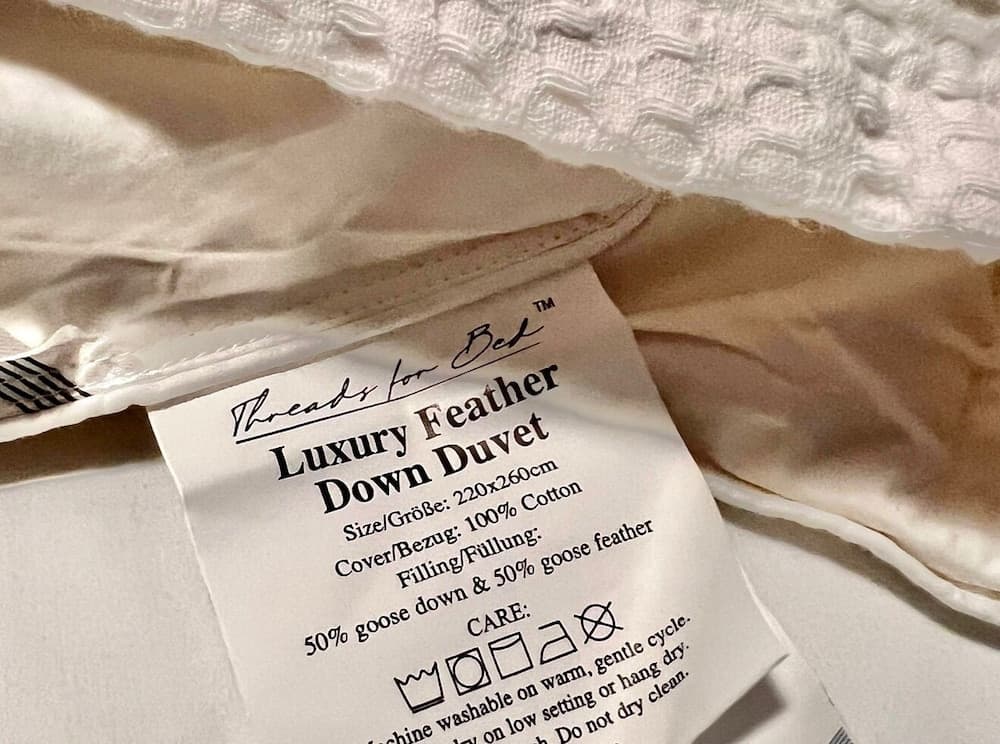 Threads for Bed™
Luxury Feather
Down Duvet
Size/Größe: 220x260cm
Cover/Bezug: 100% Cotton
Filling/Füllung:
50% goose down & 50% goose feather
CARE:
washable on warm, gentle cycle.
on low setting or hang dry.
Do not dry clean.